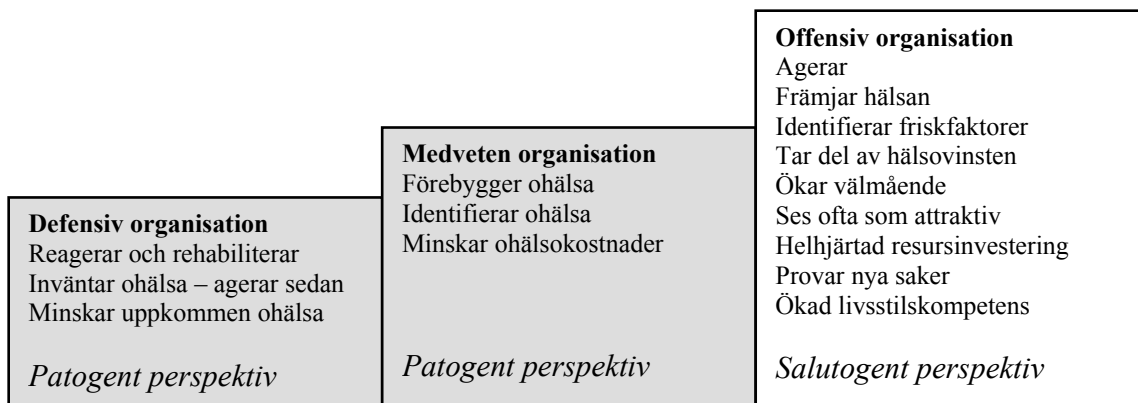 Defensiv organisation
Reagerar och rehabiliterar
Inväntar ohälsa – agerar sedan
Minskar uppkommen ohälsa
Patogent perspektiv
Medveten organisation
Förebygger ohälsa
Identifierar ohälsa
Minskar ohälsokostnader
Patogent perspektiv
Offensiv organisation
Agerar
Främjar hälsan
Identifierar friskfaktorer
Tar del av hälsovinsten
Ökar välmående
Ses ofta som attraktiv
Helhjärtad resursinvestering
Provar nya saker
Ökad livsstilskompetens
Salutogent perspektiv